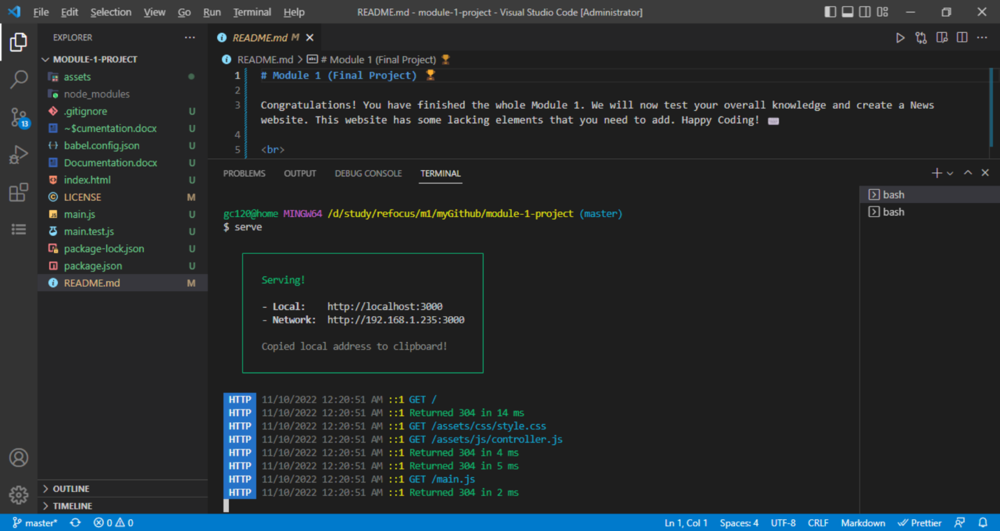 File Edit Selection View Go Run Terminal Help README.md - module-1-project - Visual Studio Code [Administrator]
EXPLORER
MODULE-1-PROJECT
assets
node_modules
.gitignore U
~$cumentation.docx U
babel.config.json U
Documentation.docx U
index.html U
LICENSE M
main.js U
main.test.js U
package-lock.json U
package.json U
README.md M
OUTLINE
TIMELINE
13
README.md M
README.md > # Module 1 (Final Project) 🏆
1 # Module 1 (Final Project) 🏆
2
3 Congratulations! You have finished the whole Module 1. We will now test your overall knowledge and create a News
website. This website has some lacking elements that you need to add. Happy Coding! ⌨️
4
5 <br>
PROBLEMS OUTPUT DEBUG CONSOLE TERMINAL
gc120@home MINGW64 /d/study/refocus/m1/myGithub/module-1-project (master)
$ serve
Serving!
- Local: http://localhost:3000
- Network: http://192.168.1.235:3000
Copied local address to clipboard!
HTTP 11/10/2022 12:20:51 AM ::1 GET /
HTTP 11/10/2022 12:20:51 AM ::1 Returned 304 in 14 ms
HTTP 11/10/2022 12:20:51 AM ::1 GET /assets/css/style.css
HTTP 11/10/2022 12:20:51 AM ::1 GET /assets/js/controller.js
HTTP 11/10/2022 12:20:51 AM ::1 Returned 304 in 4 ms
HTTP 11/10/2022 12:20:51 AM ::1 Returned 304 in 5 ms
HTTP 11/10/2022 12:20:51 AM ::1 GET /main.js
HTTP 11/10/2022 12:20:51 AM ::1 Returned 304 in 2 ms
bash
bash
master* 0 0 Ln 1, Col 1 Spaces: 4 UTF-8 CRLF Markdown Prettier